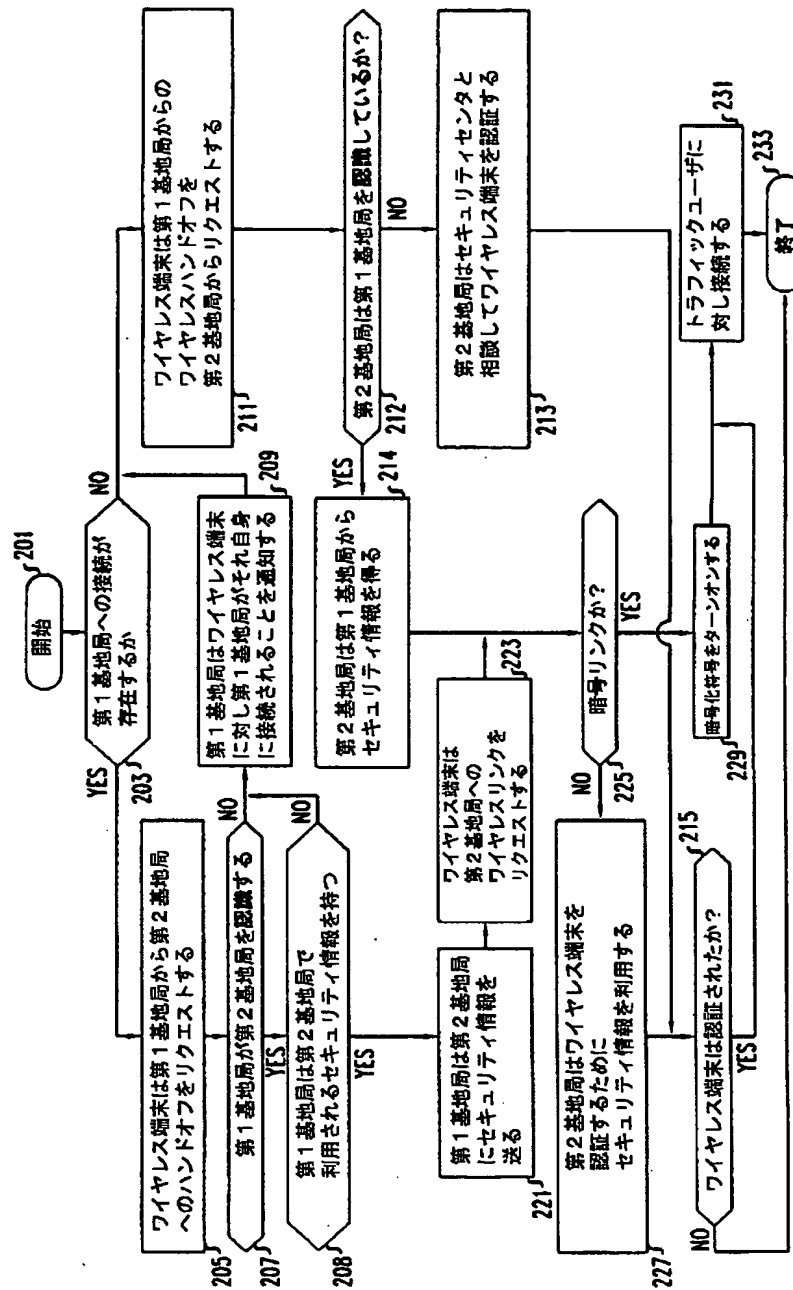 開始
201
第1基地局への接続が
存在するか
YES
NO
203
ワイヤレス端末は第1基地局から第2基地局
へのハンドオフをリクエストする
205
第1基地局が第2基地局を認識する
NO
YES
207
第1基地局は第2基地局で
利用されるセキュリティ情報を持つ
NO
YES
208
第1基地局はワイヤレス端末
に対し第1基地局がそれ自身
に接続されることを通知する
209
ワイヤレス端末は第1基地局からの
ワイヤレスハンドオフを
第2基地局からリクエストする
211
第2基地局は第1基地局を認識しているか?
YES
212
NO
第2基地局はセキュリティセンタと
相談してワイヤレス端末を認証する
213
第2基地局は第1基地局から
セキュリティ情報を得る
214
第1基地局は第2基地局
にセキュリティ情報を
送る
221
ワイヤレス端末は
第2基地局への
ワイヤレスリンクを
リクエストする
223
暗号リンクか?
NO
225
YES
第2基地局はワイヤレス端末を
認証するために
セキュリティ情報を利用する
227
暗号化符号をターンオンする
229
ワイヤレス端末は認証されたか?
215
NO
YES
トラフィックユーザに
対し接続する
231
終了
233